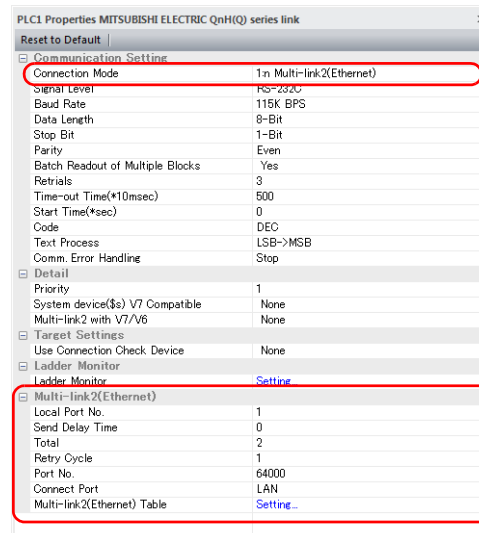 PLC1 Properties MITSUBISHI ELECTRIC QnH(Q) series link
Reset to Default
Communication Setting
Connection Mode 1:n Multi-link2(Ethernet)
Signal Level RS-232C
Baud Rate 115K BPS
Data Length 8-Bit
Stop Bit 1-Bit
Parity Even
Batch Readout of Multiple Blocks Yes
Retrials 3
Time-out Time(*10msec) 500
Start Time(*sec) 0
Code DEC
Text Process LSB->MSB
Comm. Error Handling Stop
Detail
Priority 1
System device($s) V7 Compatible None
Multi-link2 with V7/V6 None
Target Settings
Use Connection Check Device None
Ladder Monitor
Ladder Monitor Setting...
Multi-link2(Ethernet)
Local Port No. 1
Send Delay Time 0
Total 2
Retry Cycle 1
Port No. 64000
Connect Port LAN
Multi-link2(Ethernet) Table Setting...